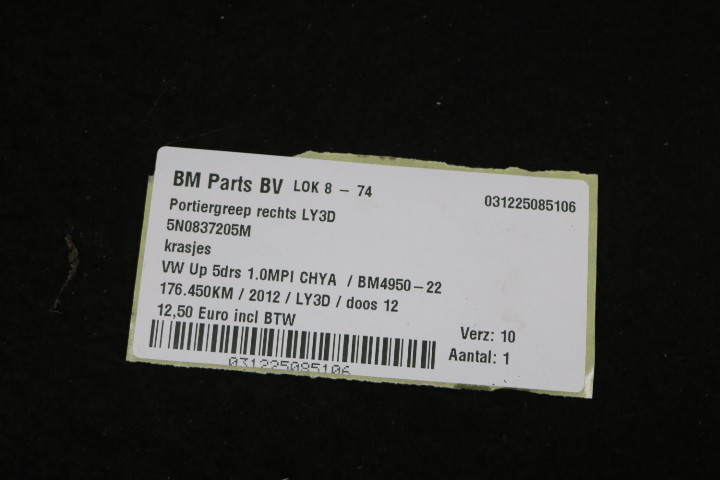 BM Parts BV LOK 8 - 74 031225085106
Portiergreep rechts LY3D
5N0837205M
krasjes
VW Up 5drs 1.0MPI CHYA / BM4950-22
176.450KM / 2012 / LY3D / doos 12
12,50 Euro incl BTW
Verz: 10
Aantal: 1
031225085106